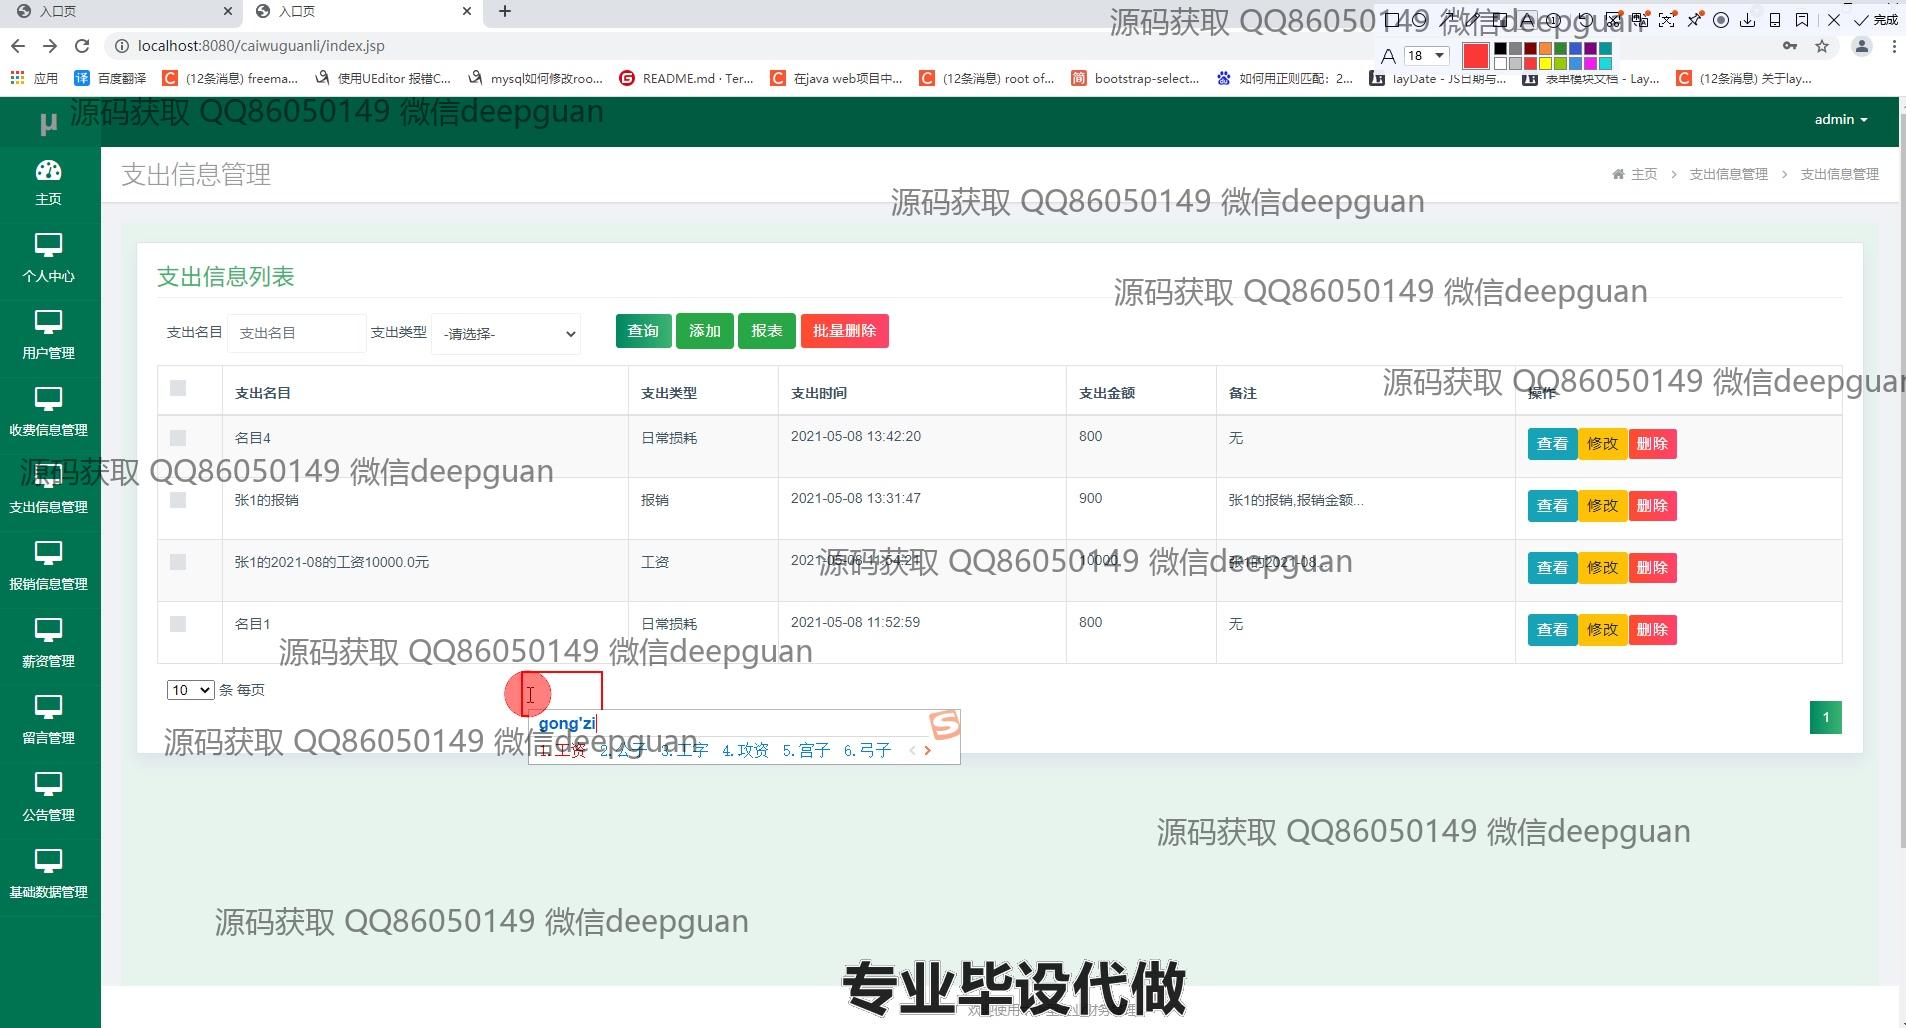 入口页
入口页
源码获取 QQ86050149 微信deepguan
完成
localhost:8080/caiwuguanli/index.jsp
18
应用
百度翻译
(12条消息) freema...
使用UEditor 报错C...
mysql如何修改roo...
README.md · Ter...
在java web项目中...
(12条消息) root of...
bootstrap-select...
如何用正则匹配：2...
layDate - JS日期与...
表单模块文档 - Lay...
(12条消息) 关于lay...
μ
源码获取 QQ86050149 微信deepguan
admin
主页
个人中心
用户管理
收费信息管理
支出信息管理
报销信息管理
薪资管理
留言管理
公告管理
基础数据管理
支出信息管理
主页 > 支出信息管理 > 支出信息管理
源码获取 QQ86050149 微信deepguan
支出信息列表
源码获取 QQ86050149 微信deepguan
支出名目 支出名目 支出类型 -请选择- 查询 添加 报表 批量删除
源码获取 QQ86050149 微信deepguan
支出名目 支出类型 支出时间 支出金额 备注 操作
名目4 日常损耗 2021-05-08 13:42:20 800 无 查看 修改 删除
源码获取 QQ86050149 微信deepguan
张1的报销 报销 2021-05-08 13:31:47 900 张1的报销,报销金额... 查看 修改 删除
张1的2021-08的工资10000.0元 工资 2021-05-08 11:54:21 10000 张1的2021-08... 查看 修改 删除
源码获取 QQ86050149 微信deepguan
名目1 日常损耗 2021-05-08 11:52:59 800 无 查看 修改 删除
源码获取 QQ86050149 微信deepguan
10 条 每页
1
gong'zi
源码获取 QQ86050149 微信deepguan
1.工资 2.公子 3.工字 4.攻资 5.宫子 6.弓子
源码获取 QQ86050149 微信deepguan
源码获取 QQ86050149 微信deepguan
专业毕设代做